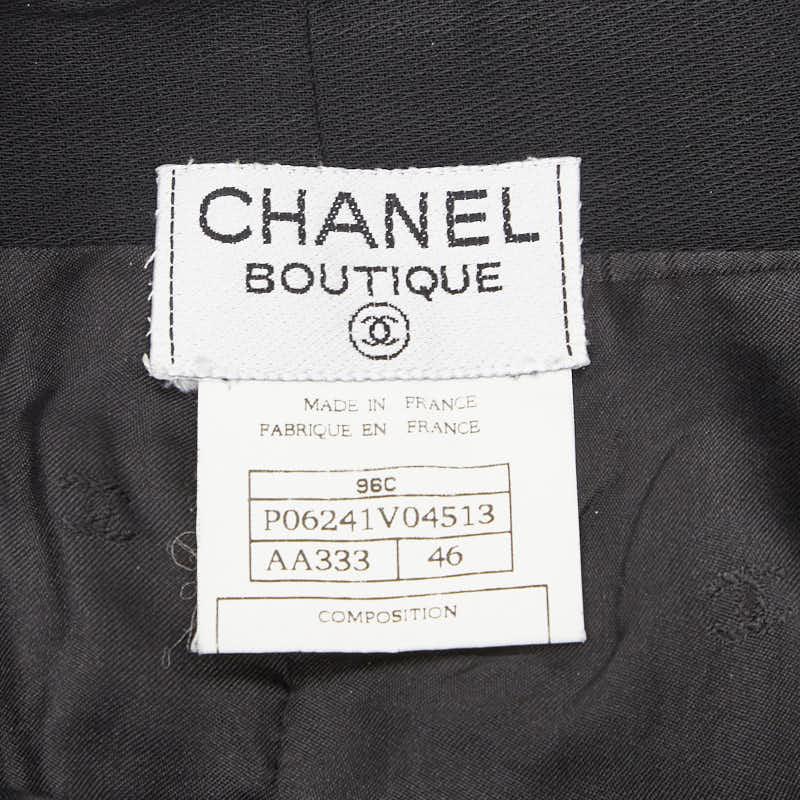 CHANEL
BOUTIQUE
MADE IN FRANCE
FABRIQUE EN FRANCE
96C
P06241V04513
AA333 46
COMPOSITION